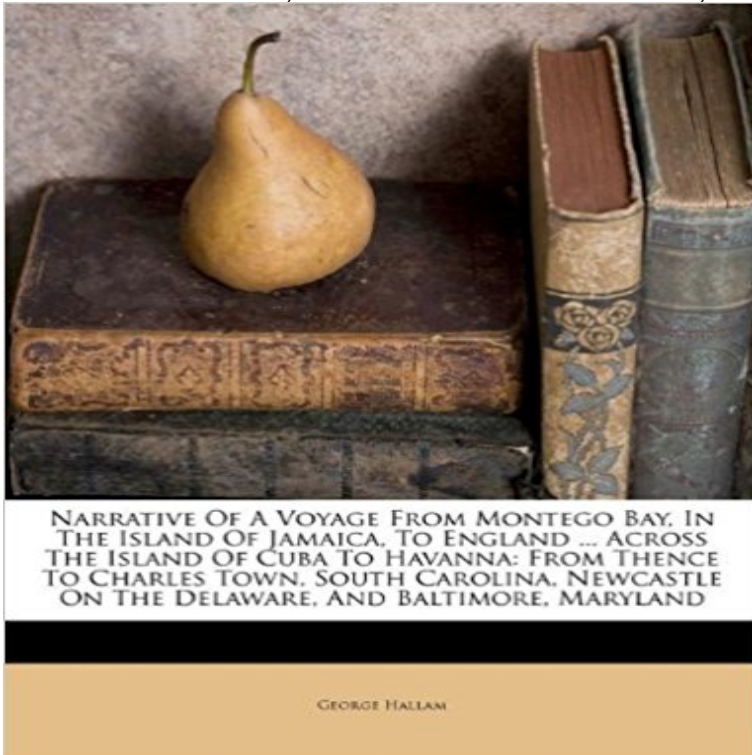 NARRATIVE OF A VOYAGE FROM MONTEGO BAY, IN
THE ISLAND OF JAMAICA, TO ENGLAND ... ACROSS
THE ISLAND OF CUBA TO HAVANNA: FROM THENCE
TO CHARLES TOWN, SOUTH CAROLINA, NEWCASTLE
ON THE DELAWARE, AND BALTIMORE, MARYLAND
GEORGE HALLAM